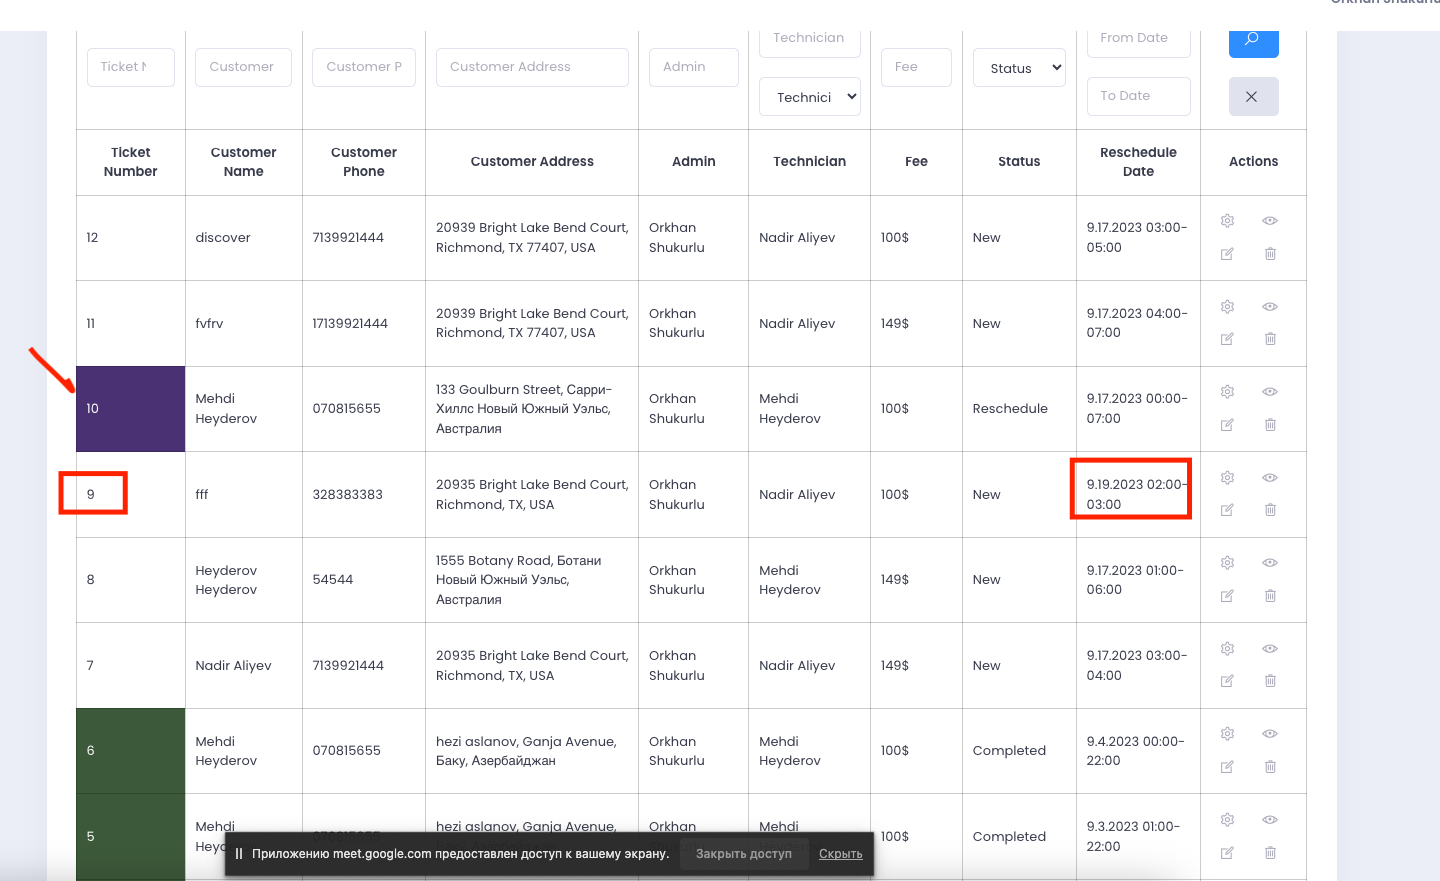 Ticket N
Customer
Customer P
Customer Address
Admin
Technician
Technici
Fee
Status
From Date
To Date
Ticket Number
Customer Name
Customer Phone
Customer Address
Admin
Technician
Fee
Status
Reschedule Date
Actions
12
discover
7139921444
20939 Bright Lake Bend Court,
Richmond, TX 77407, USA
Orkhan
Shukurlu
Nadir Aliyev
100$
New
9.17.2023 03:00-
05:00
11
fvfrv
17139921444
20939 Bright Lake Bend Court,
Richmond, TX 77407, USA
Orkhan
Shukurlu
Nadir Aliyev
149$
New
9.17.2023 04:00-
07:00
10
Mehdi
Heyderov
070815655
133 Goulburn Street, Сарри-
Хиллс Новый Южный Уэльс,
Австралия
Orkhan
Shukurlu
Mehdi
Heyderov
100$
Reschedule
9.17.2023 00:00-
07:00
9
fff
328383383
20935 Bright Lake Bend Court,
Richmond, TX, USA
Orkhan
Shukurlu
Nadir Aliyev
100$
New
9.19.2023 02:00-
03:00
8
Heyderov
Heyderov
54544
1555 Botany Road, Ботани
Новый Южный Уэльс,
Австралия
Orkhan
Shukurlu
Mehdi
Heyderov
149$
New
9.17.2023 01:00-
06:00
7
Nadir Aliyev
7139921444
20935 Bright Lake Bend Court,
Richmond, TX, USA
Orkhan
Shukurlu
Nadir Aliyev
149$
New
9.17.2023 03:00-
04:00
6
Mehdi
Heyderov
070815655
hezi aslanov, Ganja Avenue,
Баку, Азербайджан
Orkhan
Shukurlu
Mehdi
Heyderov
100$
Completed
9.4.2023 00:00-
22:00
5
Mehdi
hezi aslanov, Ganja Avenue,
Orkhan
Mehdi
100$
Completed
9.3.2023 01:00-
22:00
Приложению meet.google.com предоставлен доступ к вашему экрану.
Закрыть доступ
Скрыть